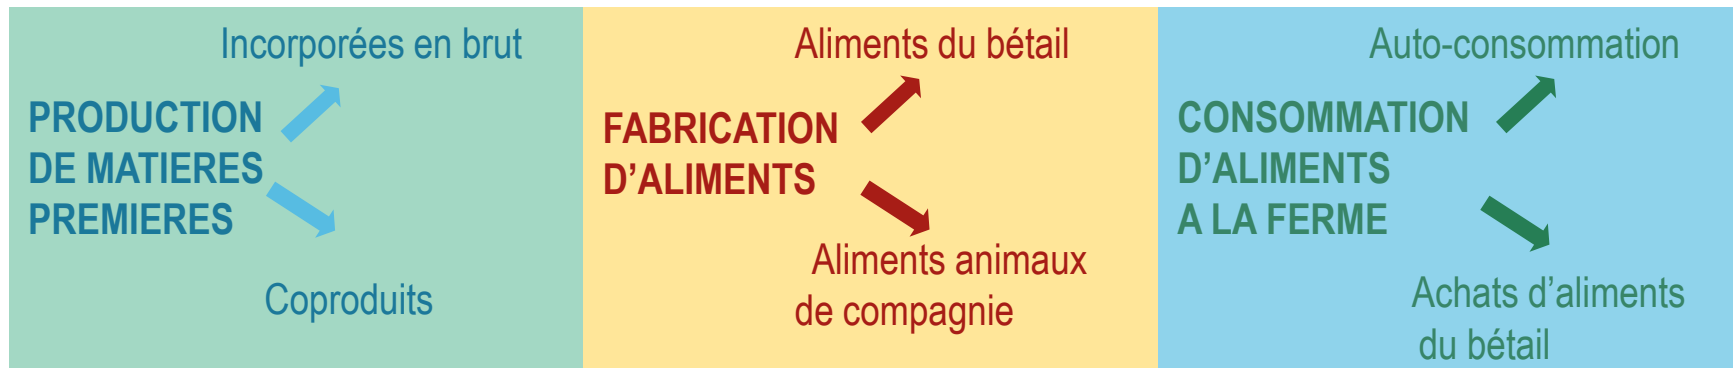 Incorporées en brut
PRODUCTION
DE MATIERES
PREMIERES
Coproduits
Aliments du bétail
FABRICATION
D’ALIMENTS
Aliments animaux
de compagnie
Auto-consommation
CONSOMMATION
D’ALIMENTS
A LA FERME
Achats d’aliments
du bétail